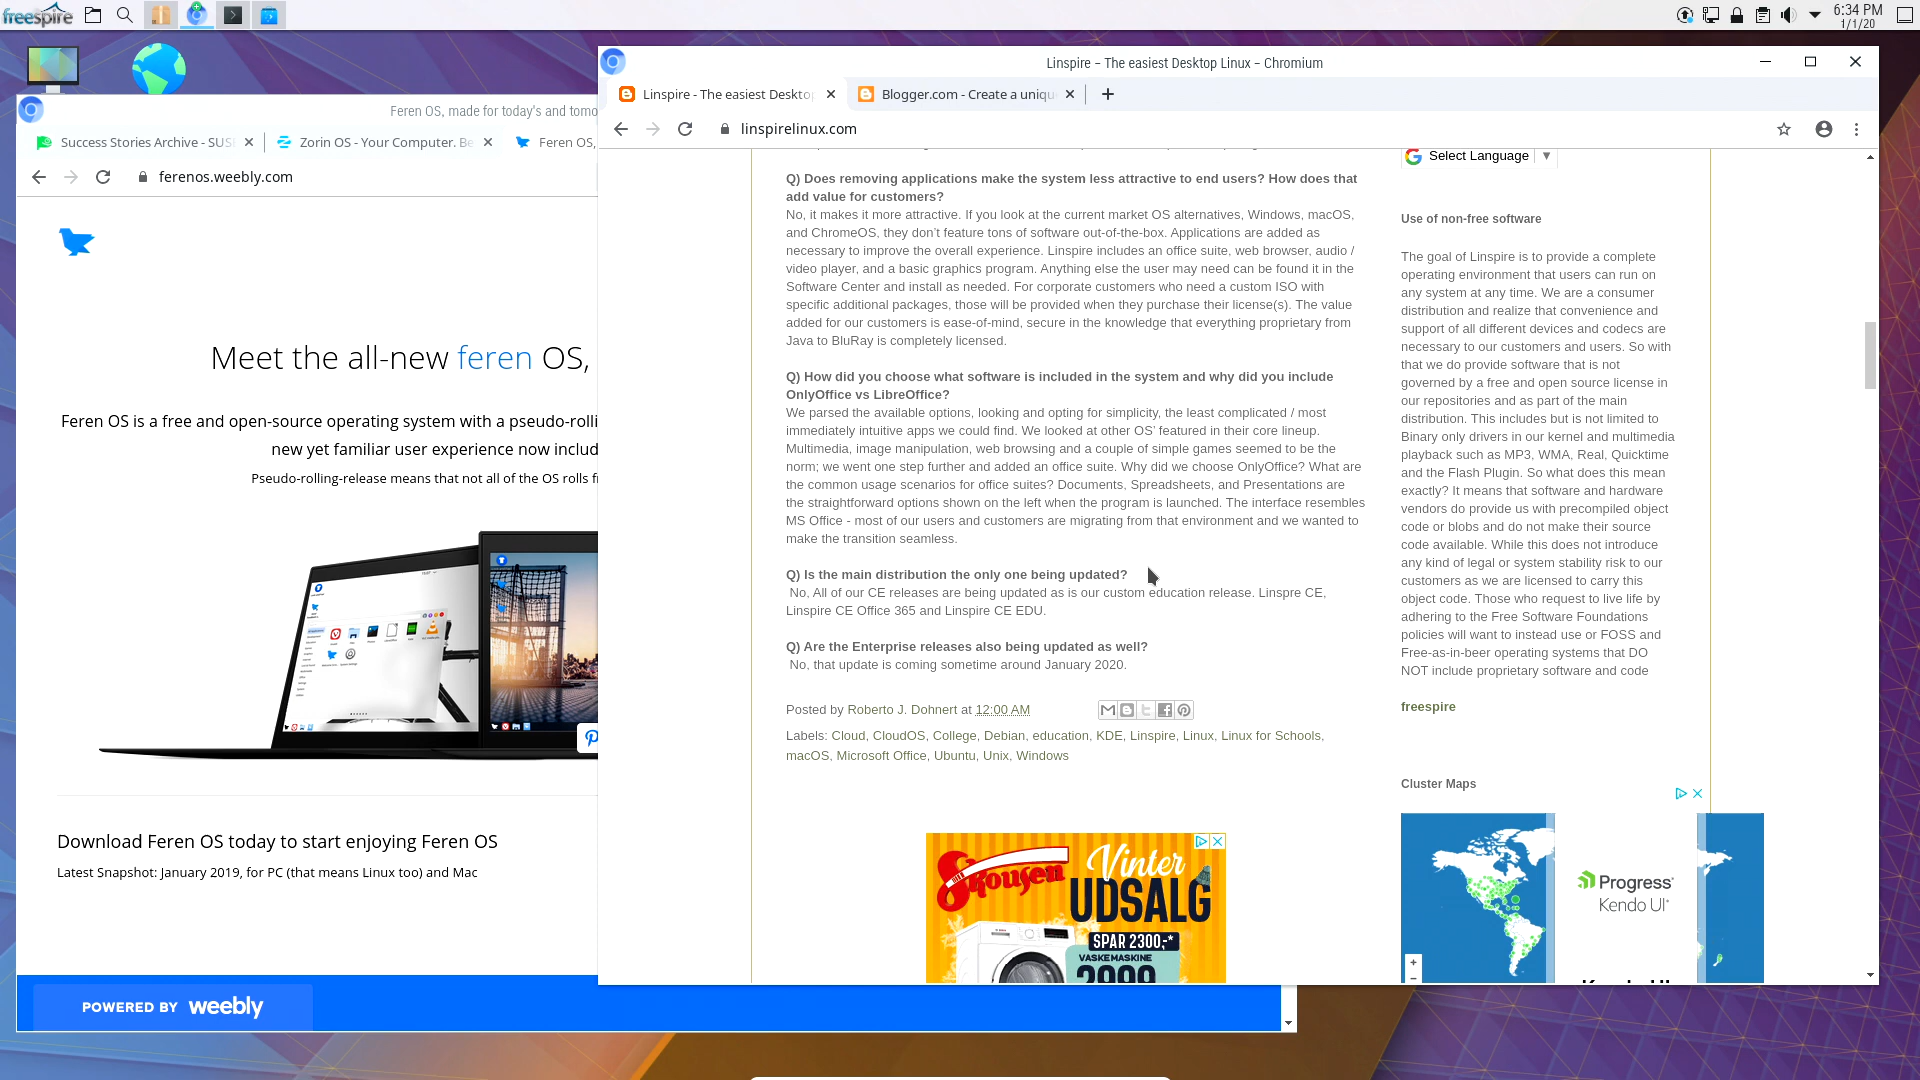 freespire
6:34 PM
1/1/20
Feren OS, made for today's and tomo
Success Stories Archive - SUS
Zorin OS - Your Computer. Be
Feren OS,
ferenos.weebly.com
Meet the all-new feren OS,
Feren OS is a free and open-source operating system with a pseudo-rolli
new yet familiar user experience now includ
Pseudo-rolling-release means that not all of the OS rolls f
Download Feren OS today to start enjoying Feren OS
Latest Snapshot: January 2019, for PC (that means Linux too) and Mac
POWERED BY weebly
Linspire – The easiest Desktop Linux – Chromium
Linspire - The easiest Deskto
Blogger.com - Create a uniqu
linspirelinux.com
Q) Does removing applications make the system less attractive to end users? How does that
add value for customers?
No, it makes it more attractive. If you look at the current market OS alternatives, Windows, macOS,
and ChromeOS, they don’t feature tons of software out-of-the-box. Applications are added as
necessary to improve the overall experience. Linspire includes an office suite, web browser, audio /
video player, and a basic graphics program. Anything else the user may need can be found it in the
Software Center and install as needed. For corporate customers who need a custom ISO with
specific additional packages, those will be provided when they purchase their license(s). The value
added for our customers is ease-of-mind, secure in the knowledge that everything proprietary from
Java to BluRay is completely licensed.
Q) How did you choose what software is included in the system and why did you include
OnlyOffice vs LibreOffice?
We parsed the available options, looking and opting for simplicity, the least complicated / most
immediately intuitive apps we could find. We looked at other OS’ featured in their core lineup.
Multimedia, image manipulation, web browsing and a couple of simple games seemed to be the
norm; we went one step further and added an office suite. Why did we choose OnlyOffice? What are
the common usage scenarios for office suites? Documents, Spreadsheets, and Presentations are
the straightforward options shown on the left when the program is launched. The interface resembles
MS Office - most of our users and customers are migrating from that environment and we wanted to
make the transition seamless.
Q) Is the main distribution the only one being updated?
No, All of our CE releases are being updated as is our custom education release. Linspre CE,
Linspire CE Office 365 and Linspire CE EDU.
Q) Are the Enterprise releases also being updated as well?
No, that update is coming sometime around January 2020.
Posted by Roberto J. Dohnert at 12:00 AM
Labels: Cloud, CloudOS, College, Debian, education, KDE, Linspire, Linux, Linux for Schools,
macOS, Microsoft Office, Ubuntu, Unix, Windows
Skousen
Vinter
UDSALG
SPAR 2300,-*
VASKEMASKINE
2999
Select Language ▼
Use of non-free software
The goal of Linspire is to provide a complete
operating environment that users can run on
any system at any time. We are a consumer
distribution and realize that convenience and
support of all different devices and codecs are
necessary to our customers and users. So with
that we do provide software that is not
governed by a free and open source license in
our repositories and as part of the main
distribution. This includes but is not limited to
Binary only drivers in our kernel and multimedia
playback such as MP3, WMA, Real, Quicktime
and the Flash Plugin. So what does this mean
exactly? It means that software and hardware
vendors do provide us with precompiled object
code or blobs and do not make their source
code available. While this does not introduce
any kind of legal or system stability risk to our
customers as we are licensed to carry this
object code. Those who request to live life by
adhering to the Free Software Foundations
policies will want to instead use or FOSS and
Free-as-in-beer operating systems that DO
NOT include proprietary software and code
freespire
Cluster Maps
Progress
Kendo UI